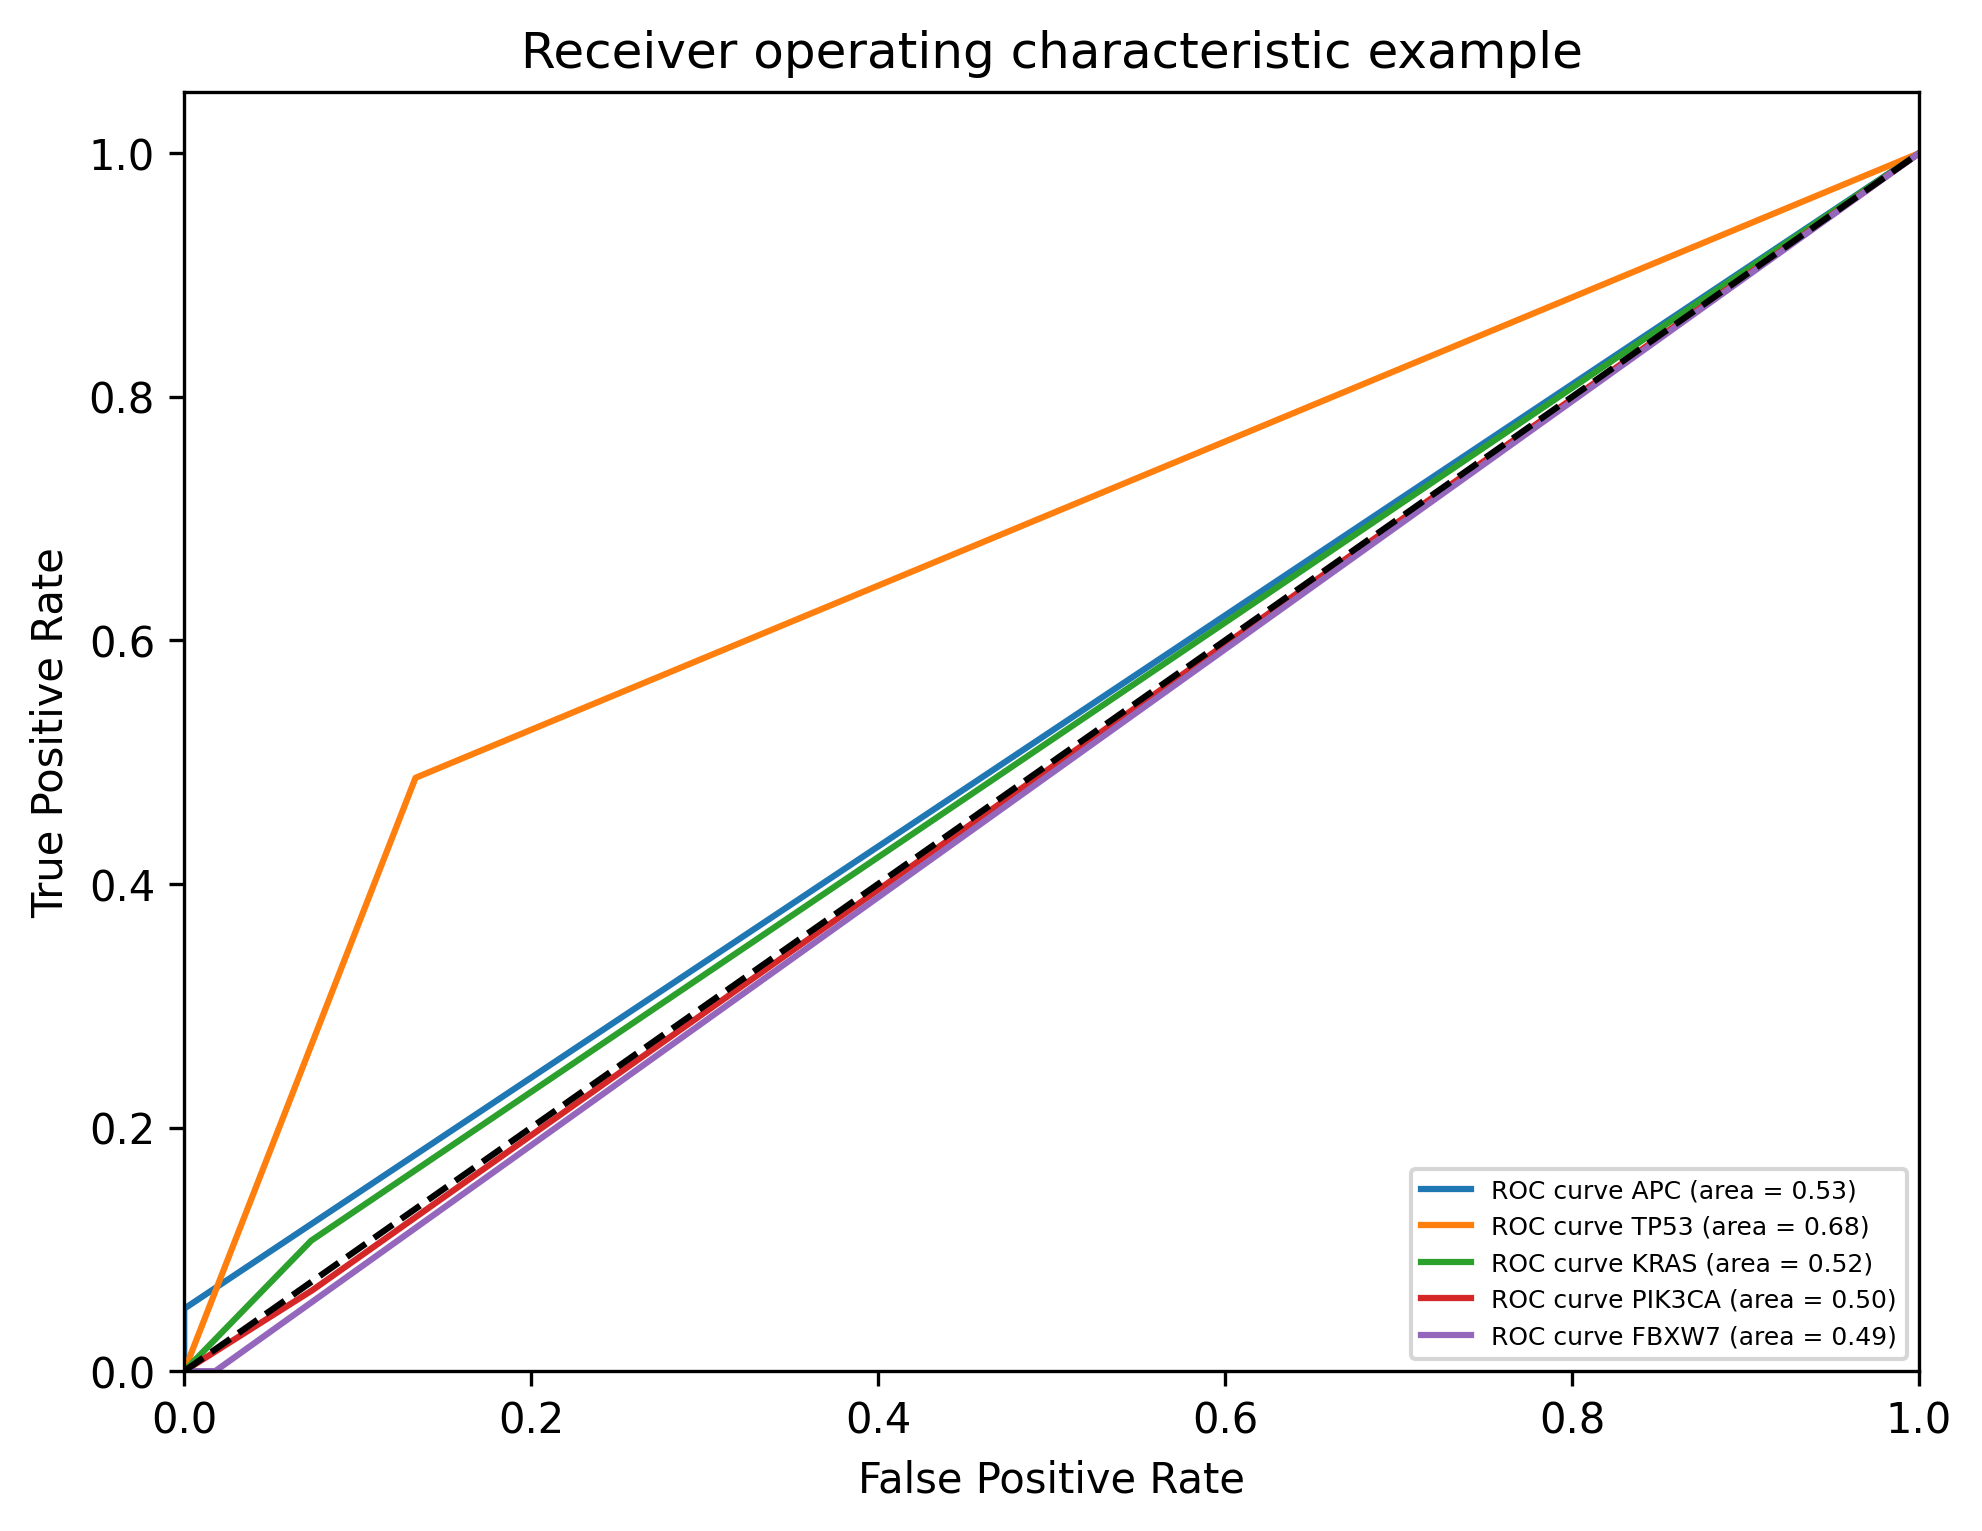 Receiver operating characteristic example
True Positive Rate
1.0
0.8
0.6
0.4
0.2
0.0
ROC curve APC (area = 0.53)
ROC curve TP53 (area = 0.68)
ROC curve KRAS (area = 0.52)
ROC curve PIK3CA (area = 0.50)
ROC curve FBXW7 (area = 0.49)
0.0 0.2 0.4 0.6 0.8 1.0
False Positive Rate